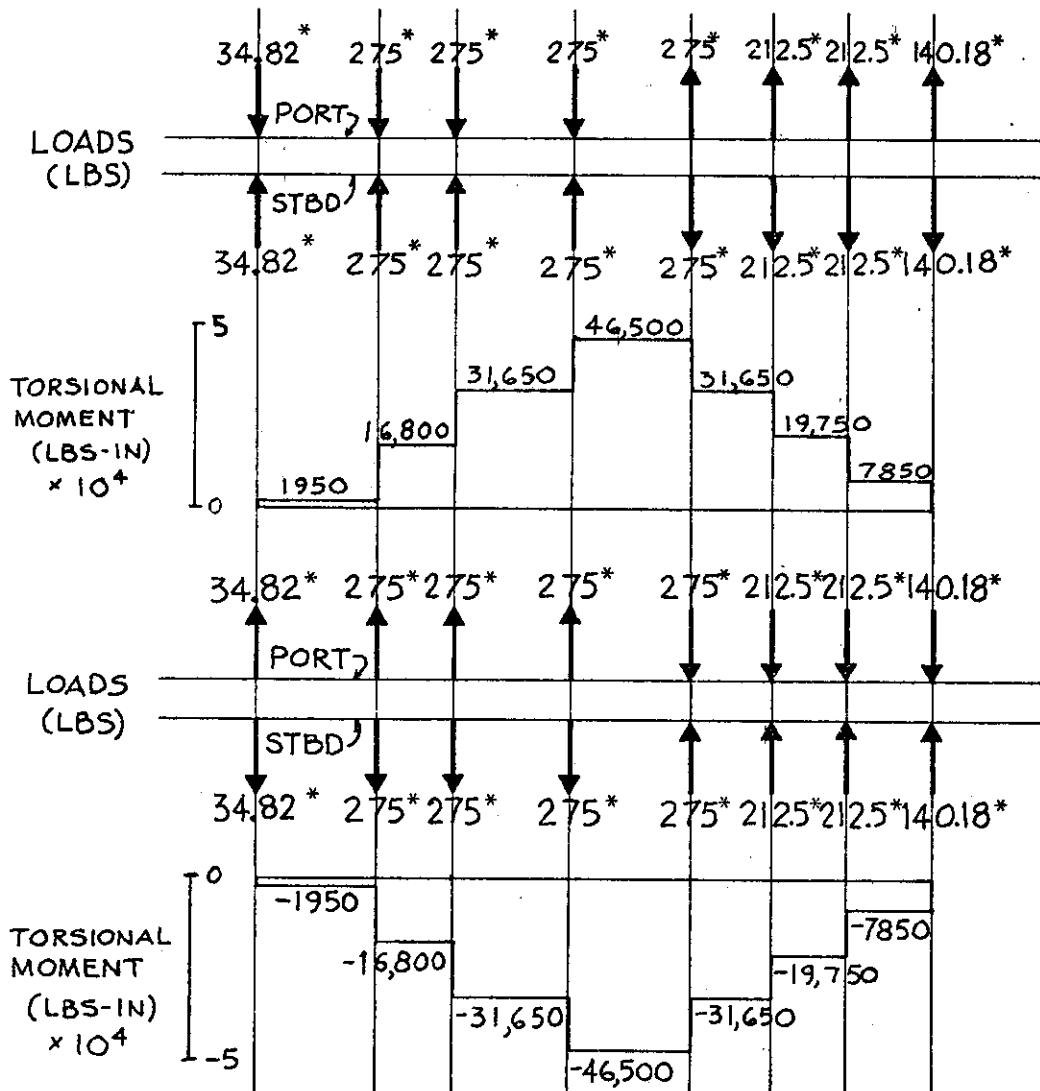 34.82* 275* 275* 275* 275* 212.5* 212.5* 140.18*
PORT
LOADS
(LBS)
STBD
34.82* 275* 275* 275* 275* 212.5* 212.5* 140.18*
5
46,500
31,650
31,650
TORSIONAL
MOMENT
(LBS-IN)
× 10⁴
16,800
19,750
1950
7850
0
34.82* 275* 275* 275* 275* 212.5* 212.5* 140.18*
PORT
LOADS
(LBS)
STBD
34.82* 275* 275* 275* 275* 212.5* 212.5* 140.18*
0
-1950
-7850
TORSIONAL
MOMENT
(LBS-IN)
× 10⁴
-16,800
-19,750
-31,650
-31,650
-5
-46,500